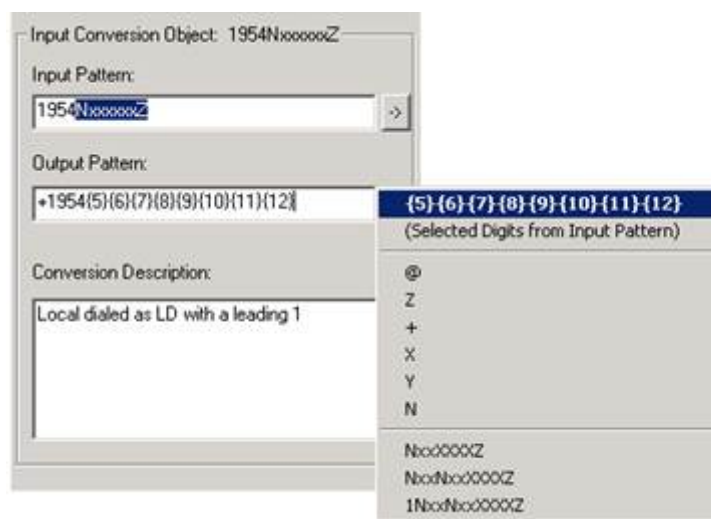 Input Conversion Object: 1954NxxxxxxZ
Input Pattern:
1954NxxxxxxZ
->
Output Pattern:
+1954{5}{6}{7}{8}{9}{10}{11}{12}
{5}{6}{7}{8}{9}{10}{11}{12}
(Selected Digits from Input Pattern)
Conversion Description:
Local dialed as LD with a leading 1
@
Z
+
X
Y
N
NxxXXXXZ
NxxNxxXXXXZ
1NxxNxxXXXXZ